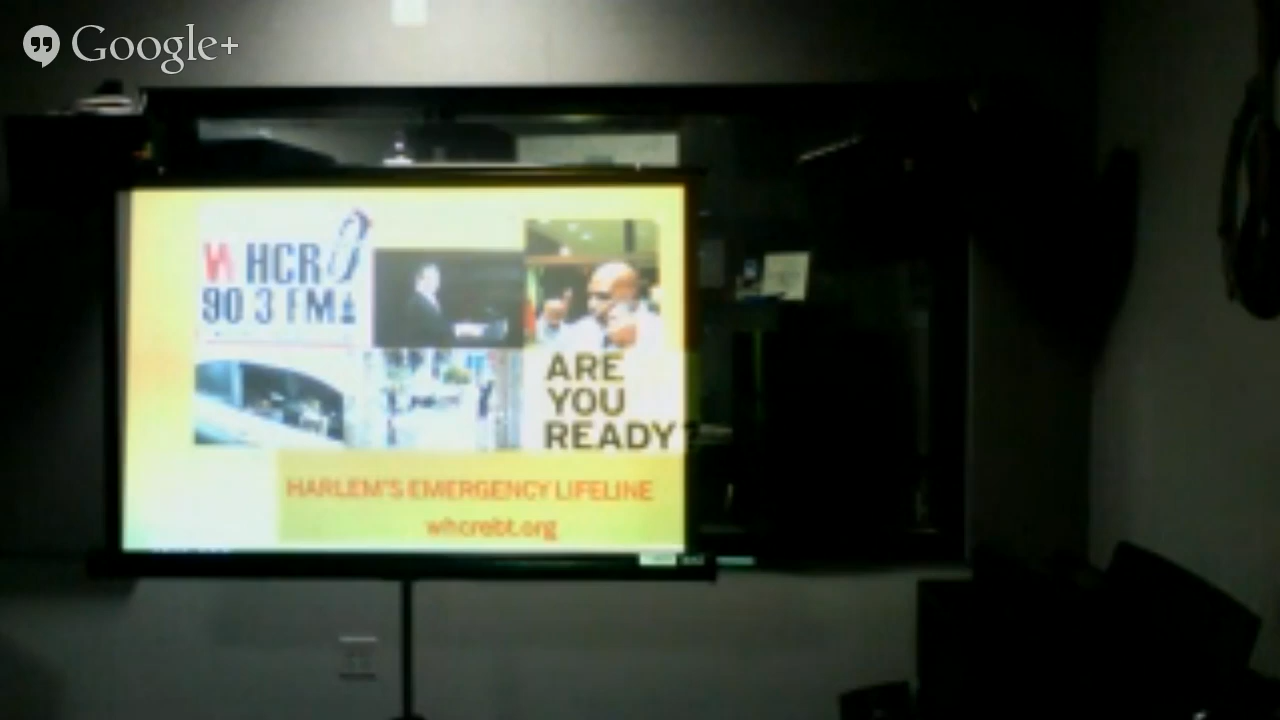 Google+
WHCR
90 3 FM
ARE
YOU
READY?
HARLEM'S EMERGENCY LIFELINE
whcrebt.org